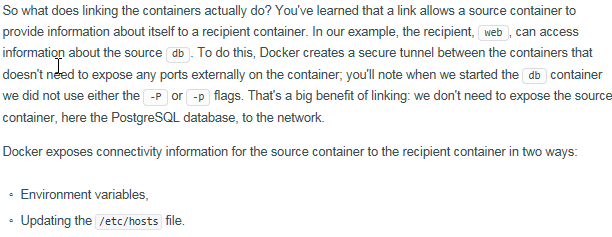 So what does linking the containers actually do? You've learned that a link allows a source container to
provide information about itself to a recipient container. In our example, the recipient, web , can access
information about the source db . To do this, Docker creates a secure tunnel between the containers that
doesn't need to expose any ports externally on the container; you'll note when we started the db container
we did not use either the -P or -p flags. That's a big benefit of linking: we don't need to expose the source
container, here the PostgreSQL database, to the network.
Docker exposes connectivity information for the source container to the recipient container in two ways:
◦ Environment variables,
◦ Updating the /etc/hosts file.